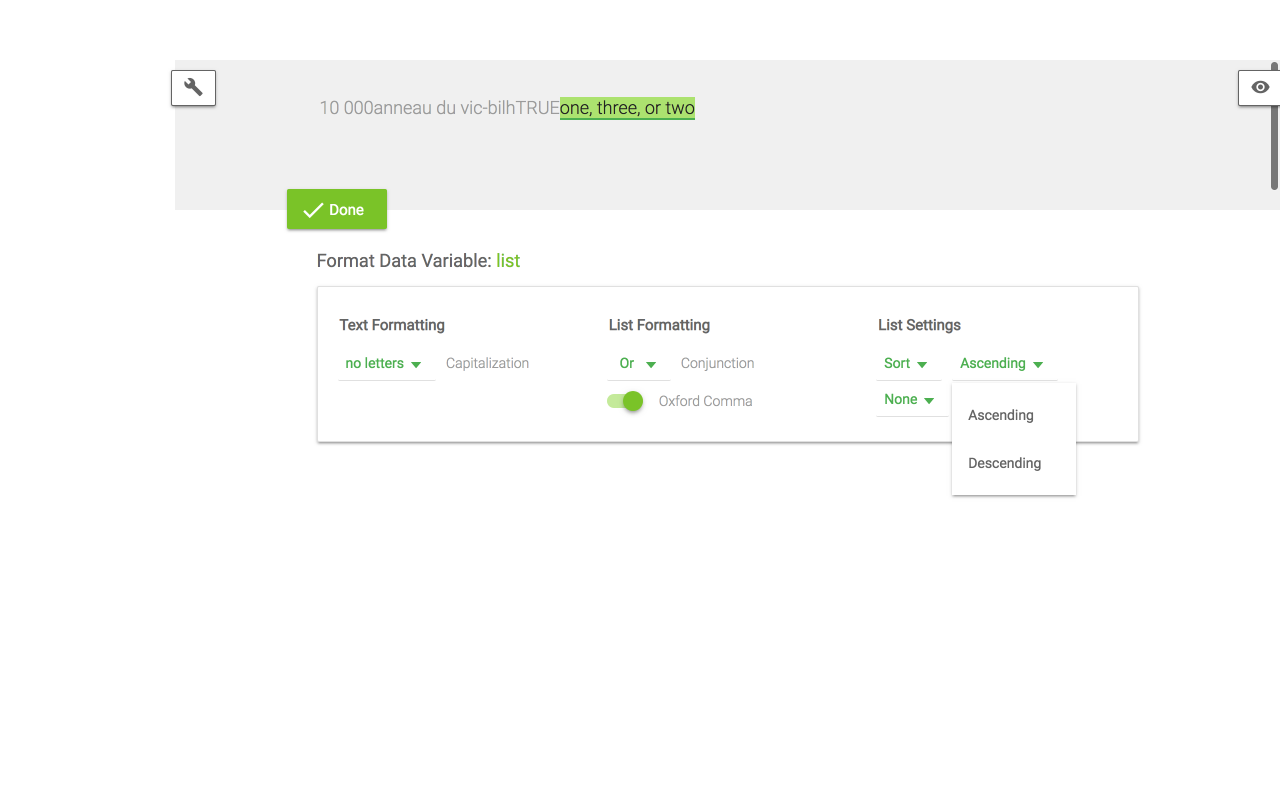 10 000anneau du vic-bilhTRUEone, three, or two
Done
Format Data Variable: list
Text Formatting
no letters Capitalization
List Formatting
Or Conjunction
Oxford Comma
List Settings
Sort Ascending
None
Ascending
Descending